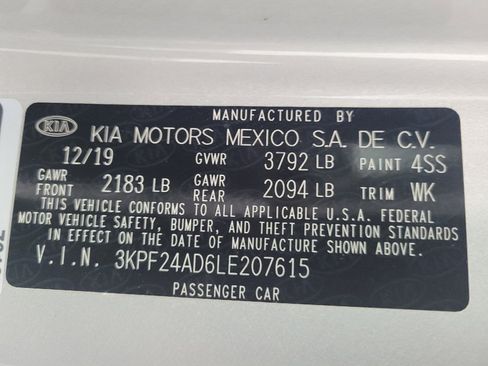 MANUFACTURED BY
KIA KIA MOTORS MEXICO S.A. DE C.V.
12/19 GVWR 3792 LB PAINT 4SS
GAWR FRONT 2183 LB GAWR REAR 2094 LB TRIM WK
THIS VEHICLE CONFORMS TO ALL APPLICABLE U.S.A. FEDERAL
MOTOR VEHICLE SAFETY, BUMPER, AND THEFT PREVENTION STANDARDS
IN EFFECT ON THE DATE OF MANUFACTURE SHOWN ABOVE.
V.I.N. 3KPF24AD6LE207615
PASSENGER CAR